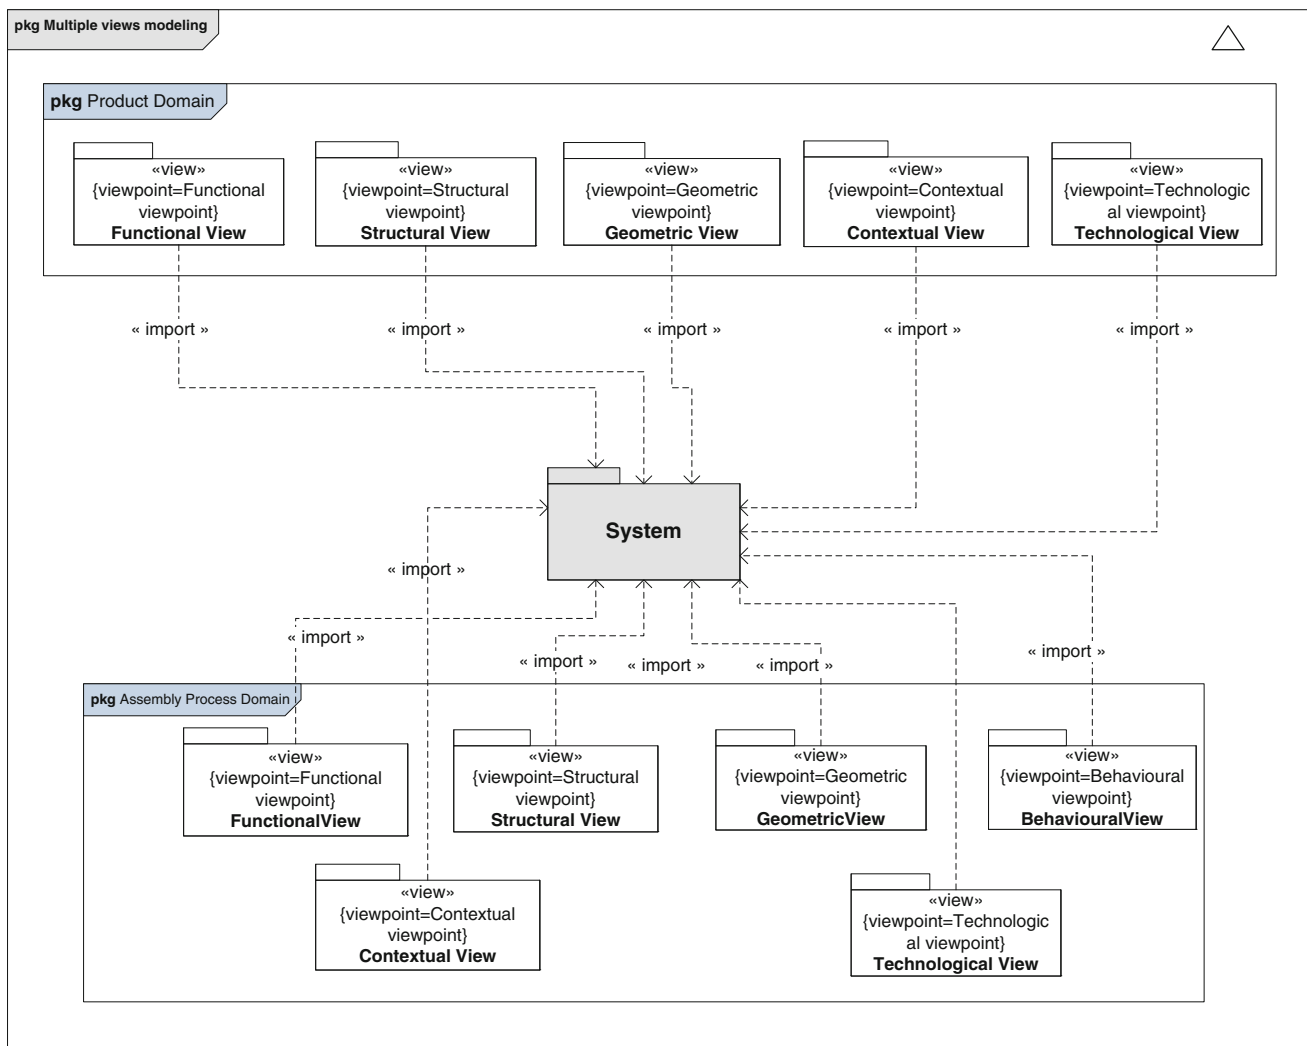 pkg Multiple views modeling
pkg Product Domain
«view»
{viewpoint=Functional
viewpoint}
Functional View
«view»
{viewpoint=Structural
viewpoint}
Structural View
«view»
{viewpoint=Geometric
viewpoint}
Geometric View
«view»
{viewpoint=Contextual
viewpoint}
Contextual View
«view»
{viewpoint=Technologic
al viewpoint}
Technological View
« import »
« import »
« import »
« import »
« import »
System
« import »
« import »
« import »
« import »
« import »
« import »
« import »
pkg Assembly Process Domain
«view»
{viewpoint=Functional
viewpoint}
FunctionalView
«view»
{viewpoint=Structural
viewpoint}
Structural View
«view»
{viewpoint=Geometric
viewpoint}
GeometricView
«view»
{viewpoint=Behavioural
viewpoint}
BehaviouralView
«view»
{viewpoint=Contextual
viewpoint}
Contextual View
«view»
{viewpoint=Technologic
al viewpoint}
Technological View